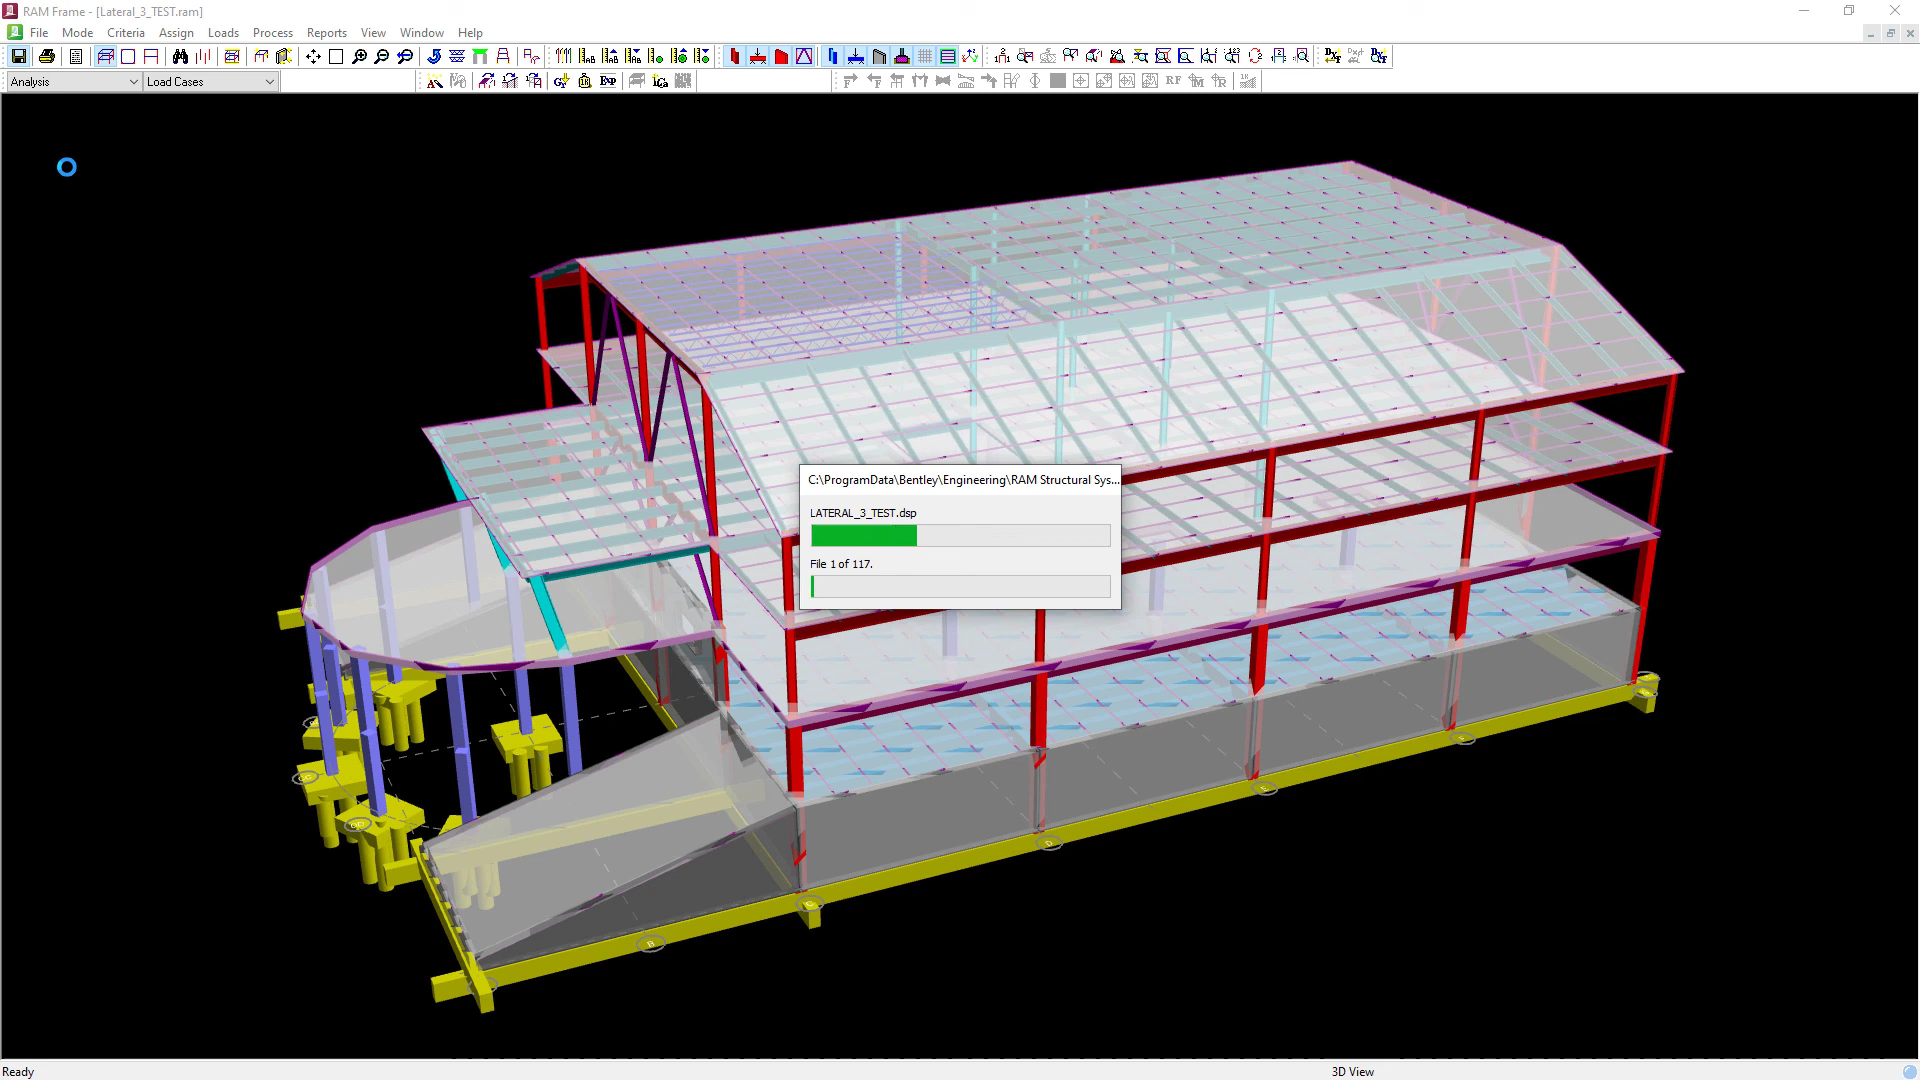 RAM Frame - [Lateral_3_TEST.ram]
File Mode Criteria Assign Loads Process Reports View Window Help
Analysis Load Cases
RF
C:\ProgramData\Bentley\Engineering\RAM Structural Sys...
LATERAL_3_TEST.dsp
File 1 of 117.
B
Ready 3D View